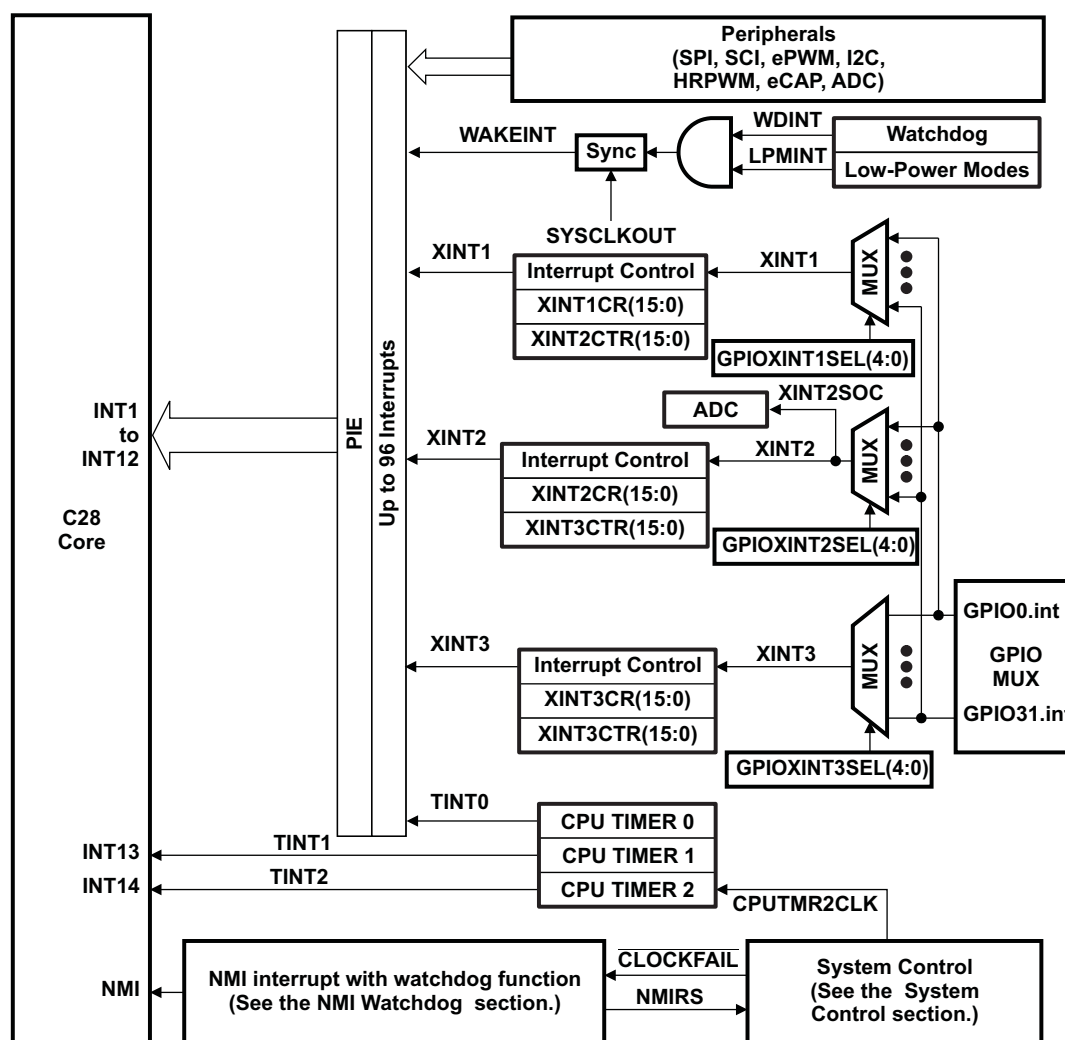 Peripherals
(SPI, SCI, ePWM, I2C,
HRPWM, eCAP, ADC)
WDINT
Watchdog
WAKEINT
Sync
LPMINT
Low-Power Modes
SYSCLKOUT
XINT1
Interrupt Control
XINT1CR(15:0)
XINT2CTR(15:0)
XINT1
MUX
GPIOXINT1SEL(4:0)
XINT2SOC
ADC
INT1
to
INT12
C28
Core
PIE
Up to 96 Interrupts
XINT2
Interrupt Control
XINT2CR(15:0)
XINT3CTR(15:0)
XINT2
MUX
GPIOXINT2SEL(4:0)
XINT3
Interrupt Control
XINT3CR(15:0)
XINT3CTR(15:0)
XINT3
MUX
GPIOXINT3SEL(4:0)
GPIO0.int
GPIO
MUX
GPIO31.int
TINT0
CPU TIMER 0
INT13
TINT1
CPU TIMER 1
INT14
TINT2
CPU TIMER 2
CPUTMR2CLK
NMI
NMI interrupt with watchdog function
(See the NMI Watchdog section.)
CLOCKFAIL
NMIRS
System Control
(See the System
Control section.)